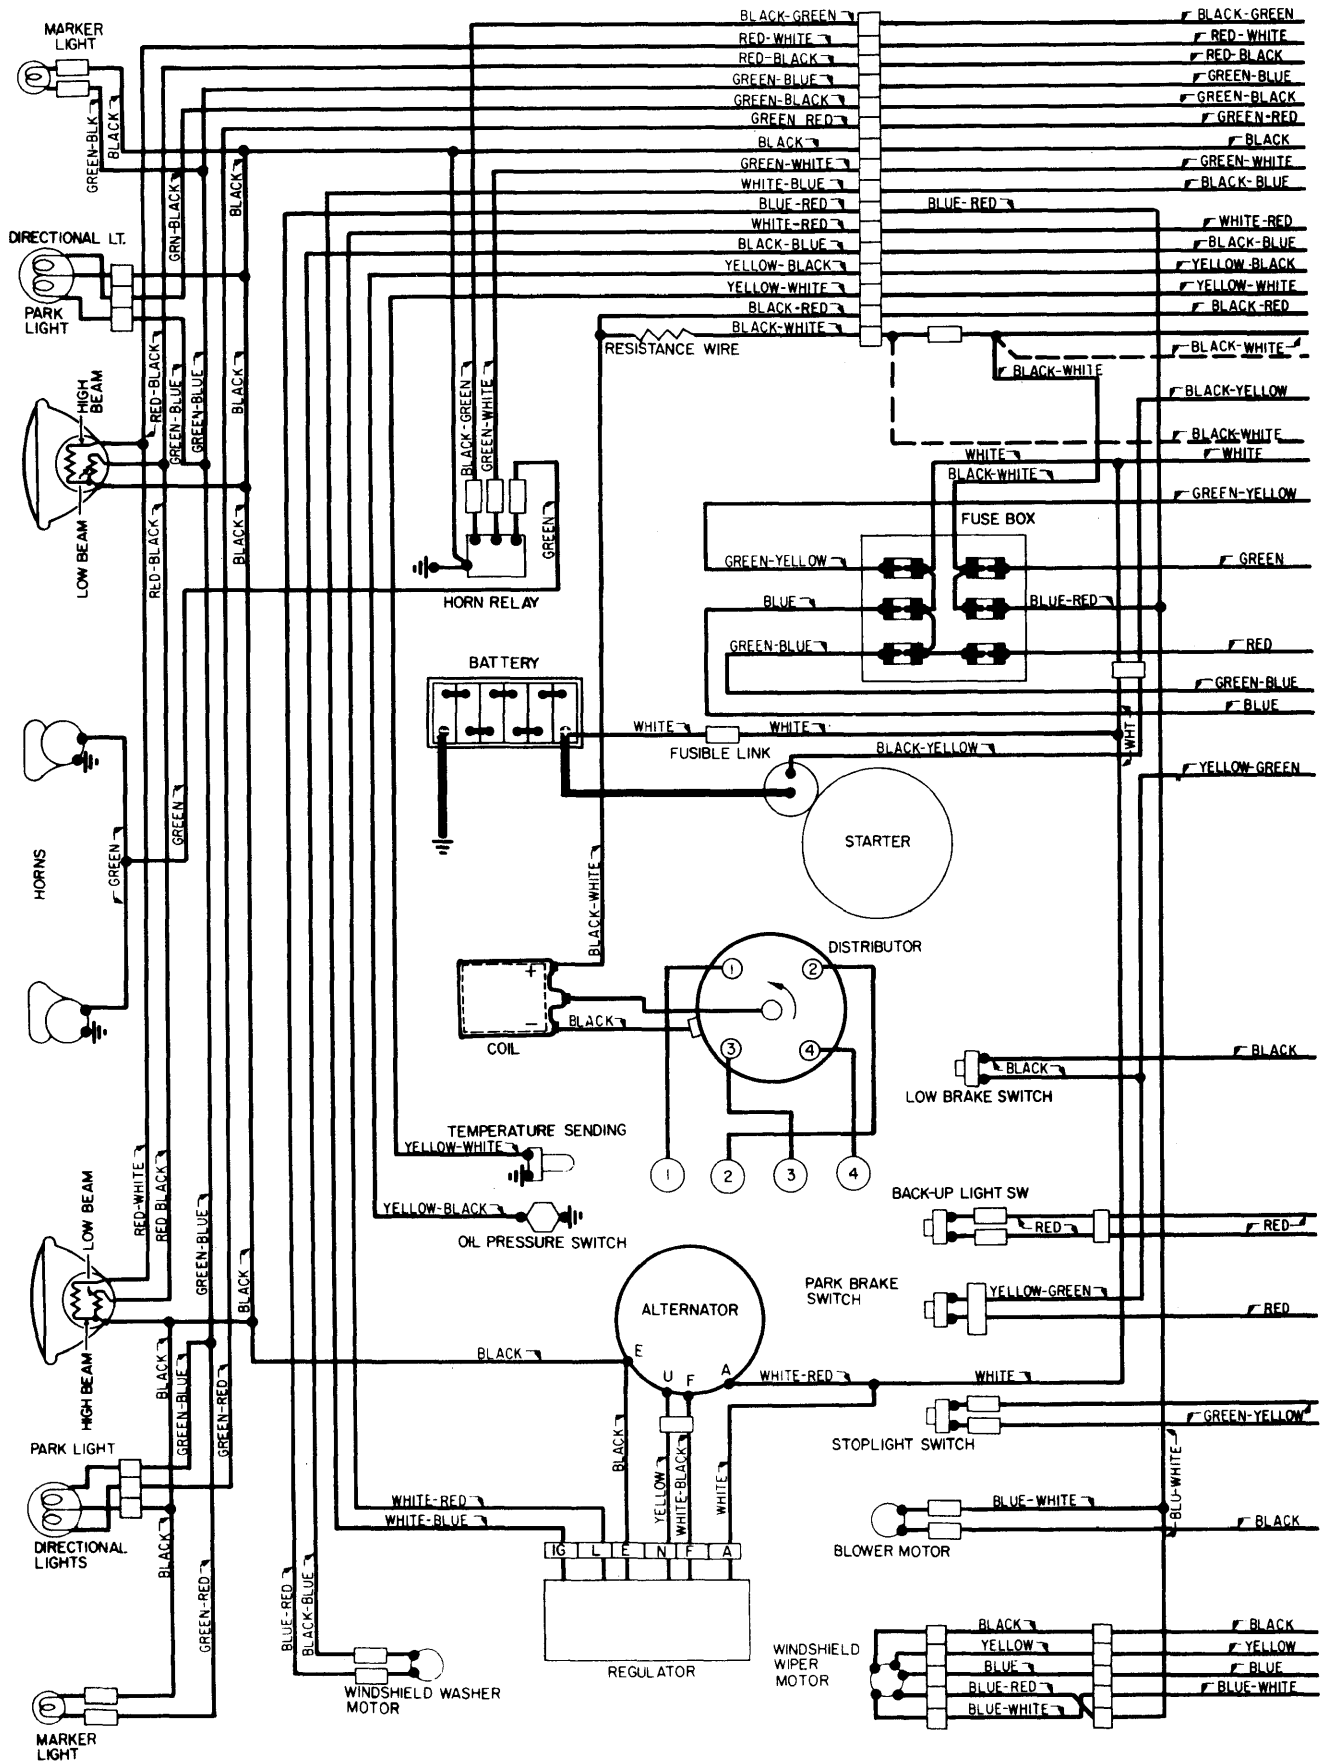 BLACK-GREEN
BLACK-GREEN
MARKER
LIGHT
RED-WHITE
RED-WHITE
RED-BLACK
RED-BLACK
GREEN-BLUE
GREEN-BLUE
GREEN-BLACK
GREEN-BLACK
GREEN RED
GREEN-RED
GREEN-BLK
BLACK
BLACK
BLACK
GREEN-WHITE
GREEN-WHITE
WHITE-BLUE
BLACK-BLUE
BLUE-RED
BLUE-RED
GRN-BLACK
BLACK
WHITE-RED
WHITE-RED
DIRECTIONAL LT.
BLACK-BLUE
BLACK-BLUE
YELLOW-BLACK
YELLOW BLACK
YELLOW-WHITE
YELLOW-WHITE
PARK
LIGHT
BLACK-RED
BLACK-RED
BLACK-WHITE
RESISTANCE WIRE
BLACK-WHITE
BLACK-WHITE
RED-BLACK
GREEN-BLUE
GREEN-BLUE
BLACK
HIGH
BEAM
BLACK-GREEN
GREEN-WHITE
BLACK-YELLOW
BLACK-WHITE
WHITE
WHITE
BLACK-WHITE
GREEN-YELLOW
FUSE BOX
LOW BEAM
RED-BLACK
BLACK
GREEN
GREEN-YELLOW
GREEN
HORN RELAY
BLUE
BLUE-RED
GREEN-BLUE
RED
BATTERY
GREEN-BLUE
BLUE
WHITE
WHITE
FUSIBLE LINK
WHT
BLACK-YELLOW
YELLOW-GREEN
HORNS
GREEN
GREEN
STARTER
BLACK-WHITE
DISTRIBUTOR
+
1
2
−
BLACK
COIL
3
4
BLACK
BLACK
LOW BRAKE SWITCH
TEMPERATURE SENDING
YELLOW-WHITE
1
2
3
4
RED-WHITE
RED BLACK
LOW BEAM
BACK-UP LIGHT SW
YELLOW-BLACK
RED
RED
OIL PRESSURE SWITCH
GREEN-BLUE
BLACK
PARK BRAKE
SWITCH
YELLOW-GREEN
RED
ALTERNATOR
BLACK
E
U
F
A
WHITE-RED
WHITE
HIGH BEAM
BLACK
GREEN-BLUE
GREEN-RED
GREEN-YELLOW
STOPLIGHT SWITCH
PARK LIGHT
BLACK
YELLOW
WHITE-BLACK
WHITE
BLU-WHITE
WHITE-RED
WHITE-BLUE
BLUE-WHITE
BLACK
BLOWER MOTOR
DIRECTIONAL
LIGHTS
BLACK
IG
L
E
N
F
A
GREEN-RED
BLUE-RED
BLACK-BLUE
REGULATOR
WINDSHIELD
WIPER
MOTOR
BLACK
BLACK
YELLOW
YELLOW
BLUE
BLUE
BLUE-RED
BLUE-WHITE
BLUE-WHITE
WINDSHIELD WASHER
MOTOR
MARKER
LIGHT